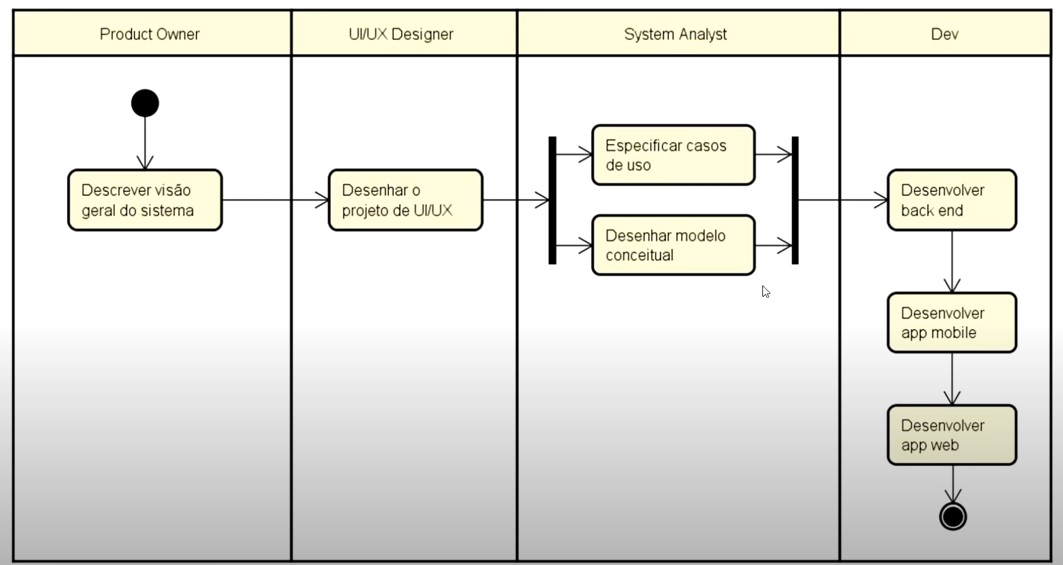 Product Owner
UI/UX Designer
System Analyst
Dev
Descrever visão
geral do sistema
Desenhar o
projeto de UI/UX
Especificar casos
de uso
Desenhar modelo
conceitual
Desenvolver
back end
Desenvolver
app mobile
Desenvolver
app web